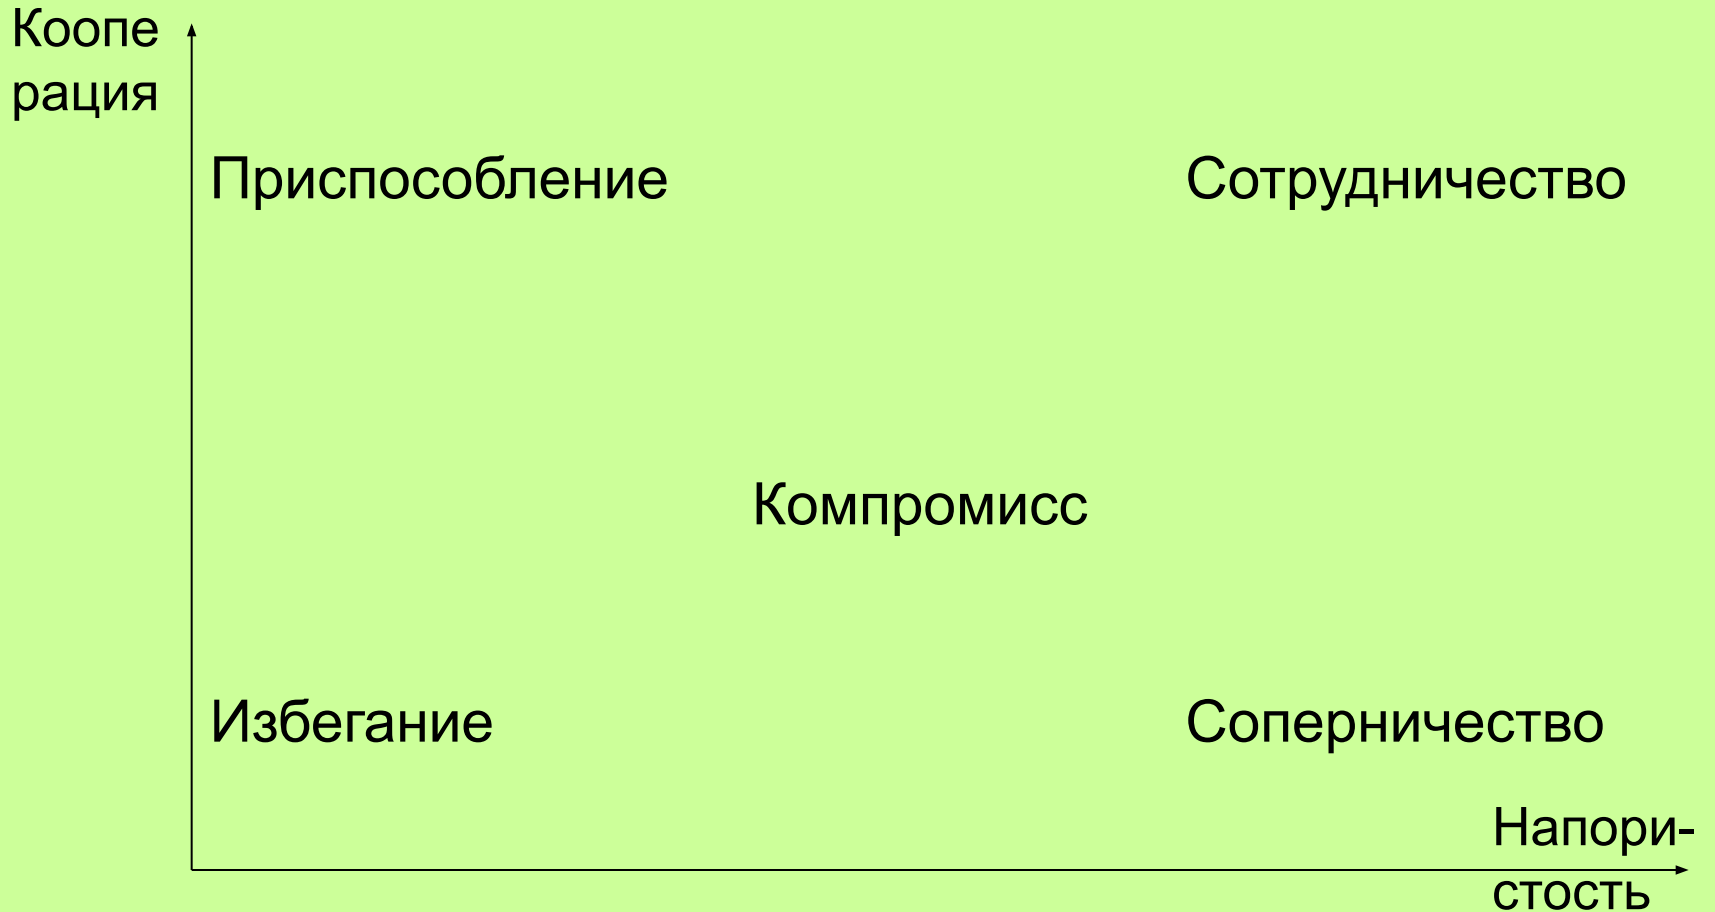 Коопе
рация
Приспособление
Сотрудничество
Компромисс
Избегание
Соперничество
Напори-
стость